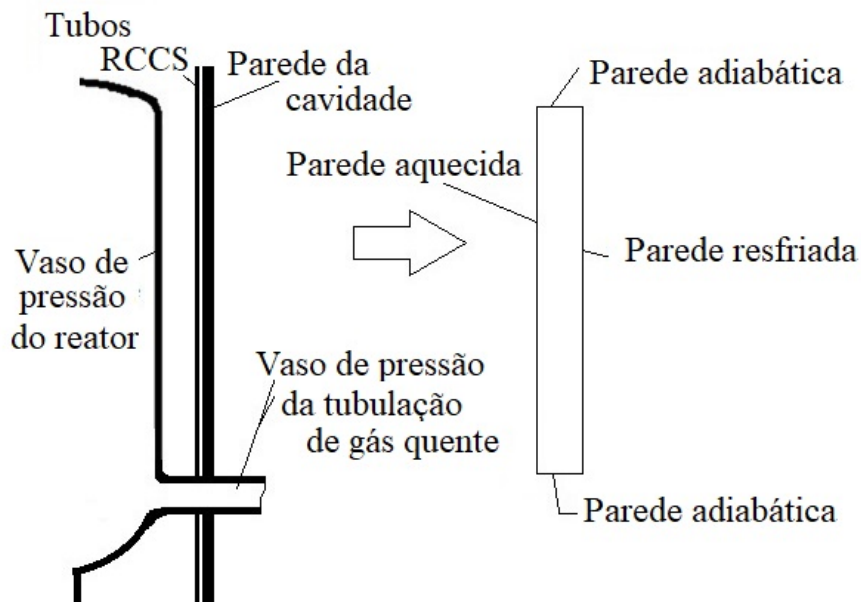 Tubos
RCCS
Parede da
cavidade
Vaso de
pressão
do reator
Vaso de pressão
da tubulação
de gás quente
Parede adiabática
Parede aquecida
Parede resfriada
Parede adiabática